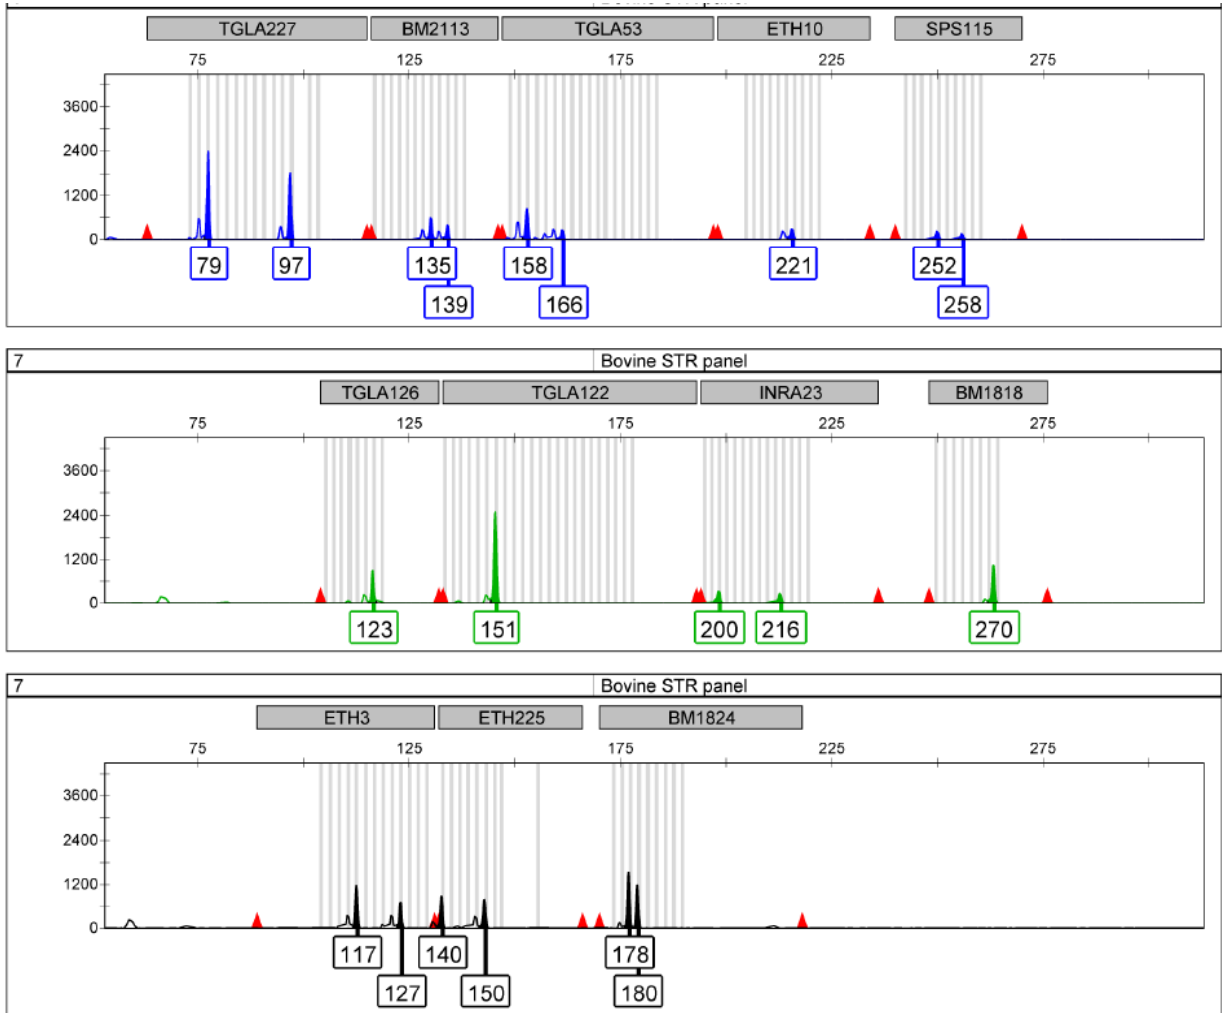 Bovine STR panel
TGLA227 BM2113 TGLA53 ETH10 SPS115
75 125 175 225 275
3600
2400
1200
0
79 97 135 158 221 252
139 166 258
7 Bovine STR panel
TGLA126 TGLA122 INRA23 BM1818
75 125 175 225 275
3600
2400
1200
0
123 151 200 216 270
7 Bovine STR panel
ETH3 ETH225 BM1824
75 125 175 225 275
3600
2400
1200
0
117 140 178
127 150 180